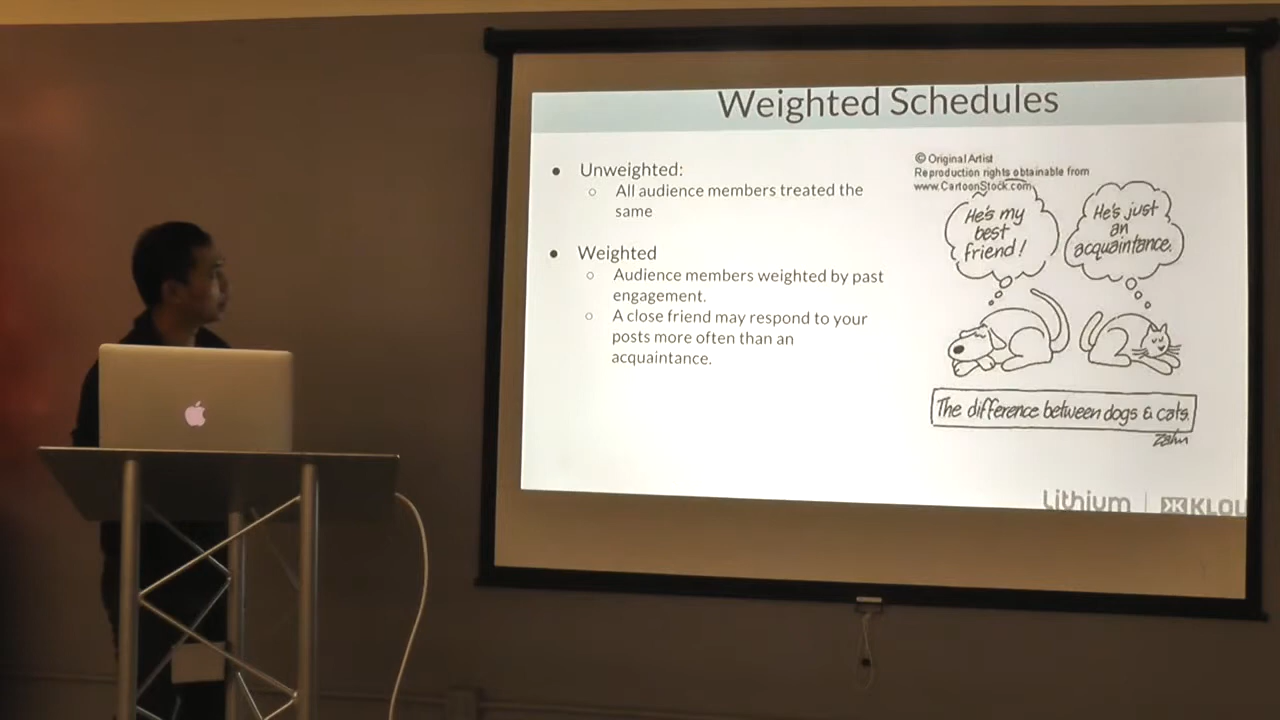 Weighted Schedules
● Unweighted:
○ All audience members treated the
same
● Weighted
○ Audience members weighted by past
engagement.
○ A close friend may respond to your
posts more often than an
acquaintance.
© Original Artist
Reproduction rights obtainable from
www.CartoonStock.com
He's my
best
friend!
He's just
an
acquaintance.
The difference between dogs & cats.
Zahn
Lithium | KLOU